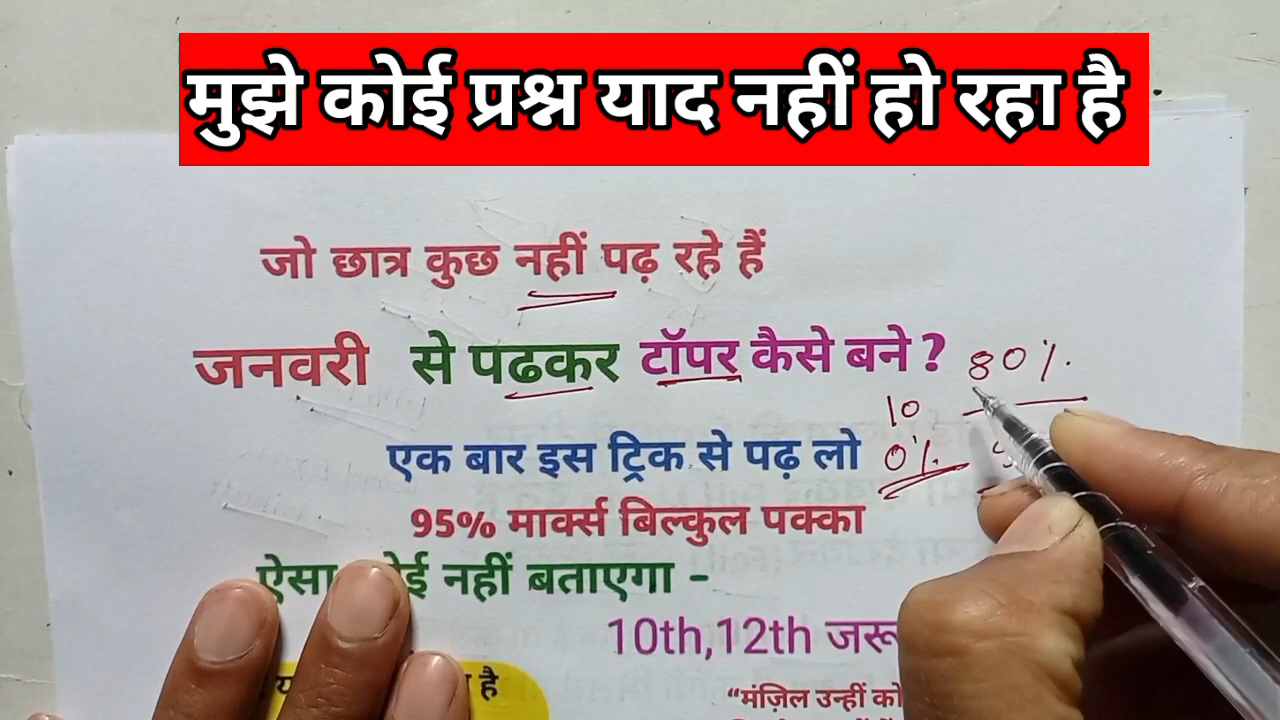 मुझे कोई प्रश्न याद नहीं हो रहा है
जो छात्र कुछ नहीं पढ़ रहे हैं
जनवरी से पढकर टॉपर कैसे बने ? 80%.
10
एक बार इस ट्रिक से पढ़ लो 0%.
95% मार्क्स बिल्कुल पक्का
नहीं बताएगा -
10th,12th
है
“मंज़िल उन्हीं को